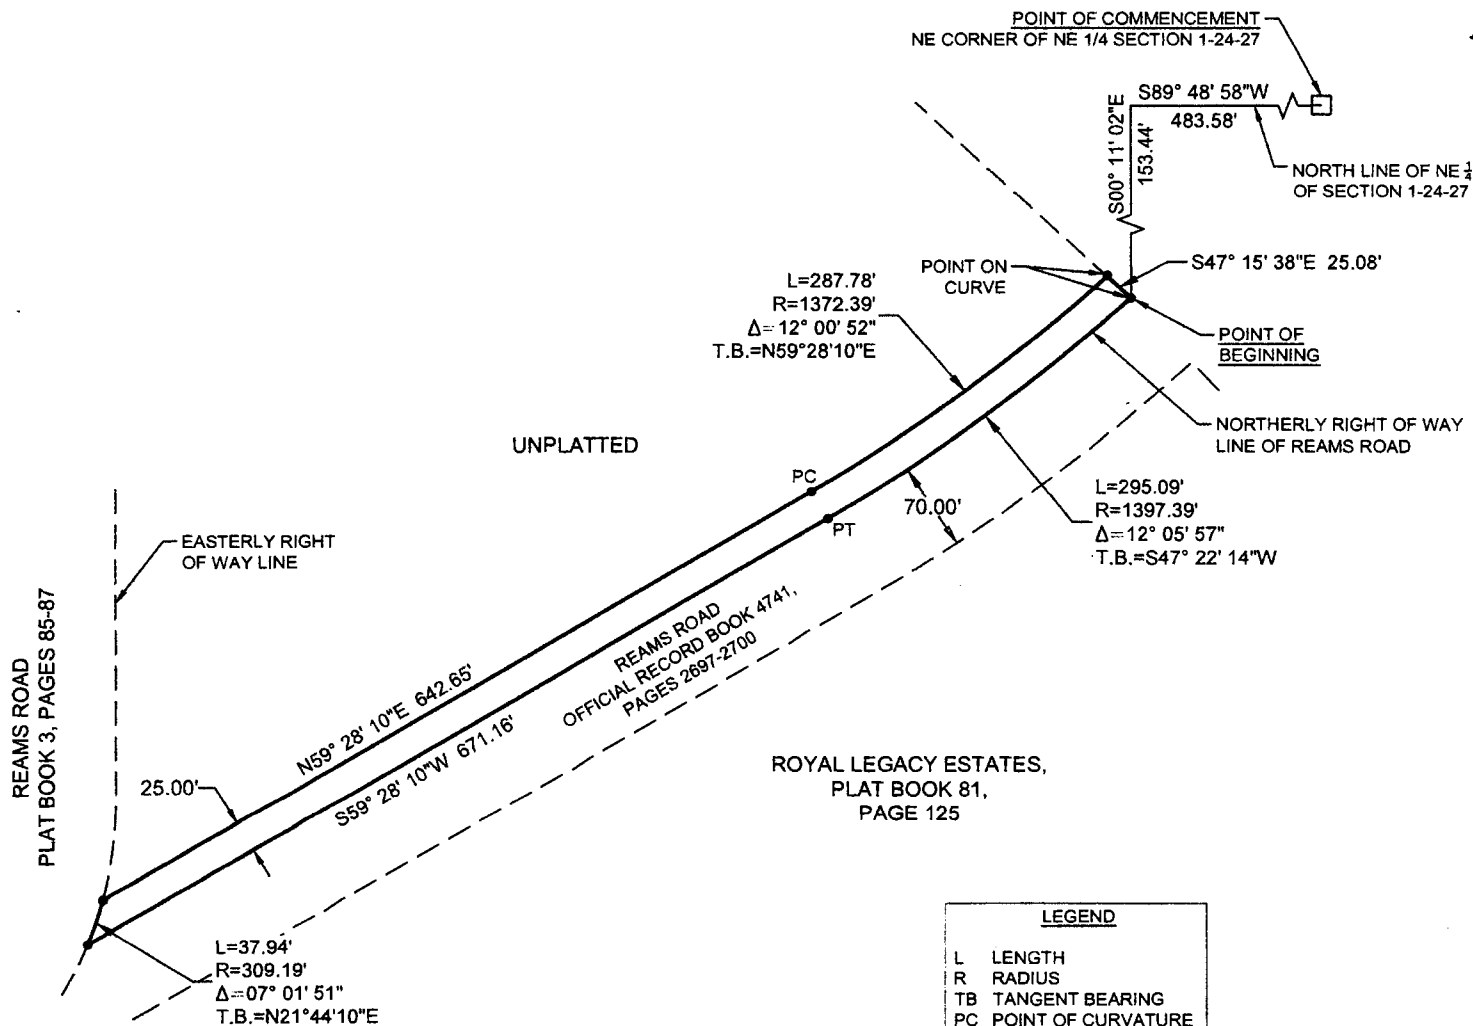 POINT OF COMMENCEMENT
NE CORNER OF NE 1/4 SECTION 1-24-27
S89° 48' 58"W
483.58'
S00° 11' 02"E
153.44'
NORTH LINE OF NE 1/4
OF SECTION 1-24-27
POINT ON
CURVE
S47° 15' 38"E 25.08'
L=287.78'
R=1372.39'
Δ=12° 00' 52"
T.B.=N59°28'10"E
POINT OF
BEGINNING
NORTHERLY RIGHT OF WAY
LINE OF REAMS ROAD
UNPLATTED
PC
PT
70.00'
L=295.09'
R=1397.39'
Δ=12° 05' 57"
T.B.=S47° 22' 14"W
EASTERLY RIGHT
OF WAY LINE
REAMS ROAD
PLAT BOOK 3, PAGES 85-87
REAMS ROAD
OFFICIAL RECORD BOOK 4741,
PAGES 2697-2700
N59° 28' 10"E 642.65'
S59° 28' 10"W 671.16'
25.00'
ROYAL LEGACY ESTATES,
PLAT BOOK 81,
PAGE 125
L=37.94'
R=309.19'
Δ=07° 01' 51"
T.B.=N21°44'10"E
LEGEND
L LENGTH
R RADIUS
TB TANGENT BEARING
PC POINT OF CURVATURE